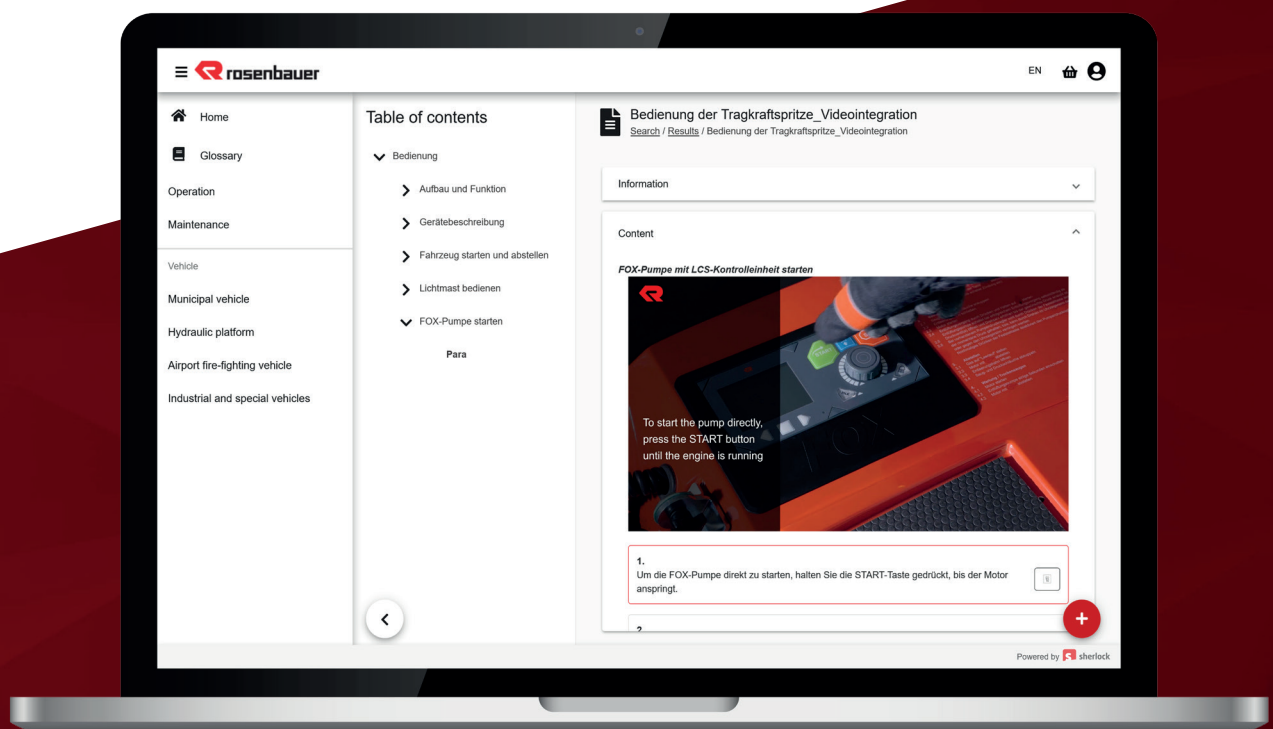 rosenbauer
EN
Home
Glossary
Operation
Maintenance
Vehicle
Municipal vehicle
Hydraulic platform
Airport fire-fighting vehicle
Industrial and special vehicles
Table of contents
Bedienung
Aufbau und Funktion
Gerätebeschreibung
Fahrzeug starten und abstellen
Lichtmast bedienen
FOX-Pumpe starten
Para
Bedienung der Tragkraftspritze_Videointegration
Search / Results / Bedienung der Tragkraftspritze_Videointegration
Information
Content
FOX-Pumpe mit LCS-Kontrolleinheit starten
To start the pump directly,
press the START button
until the engine is running
1.
Um die FOX-Pumpe direkt zu starten, halten Sie die START-Taste gedrückt, bis der Motor
anspringt.
2.
Powered by sherlock